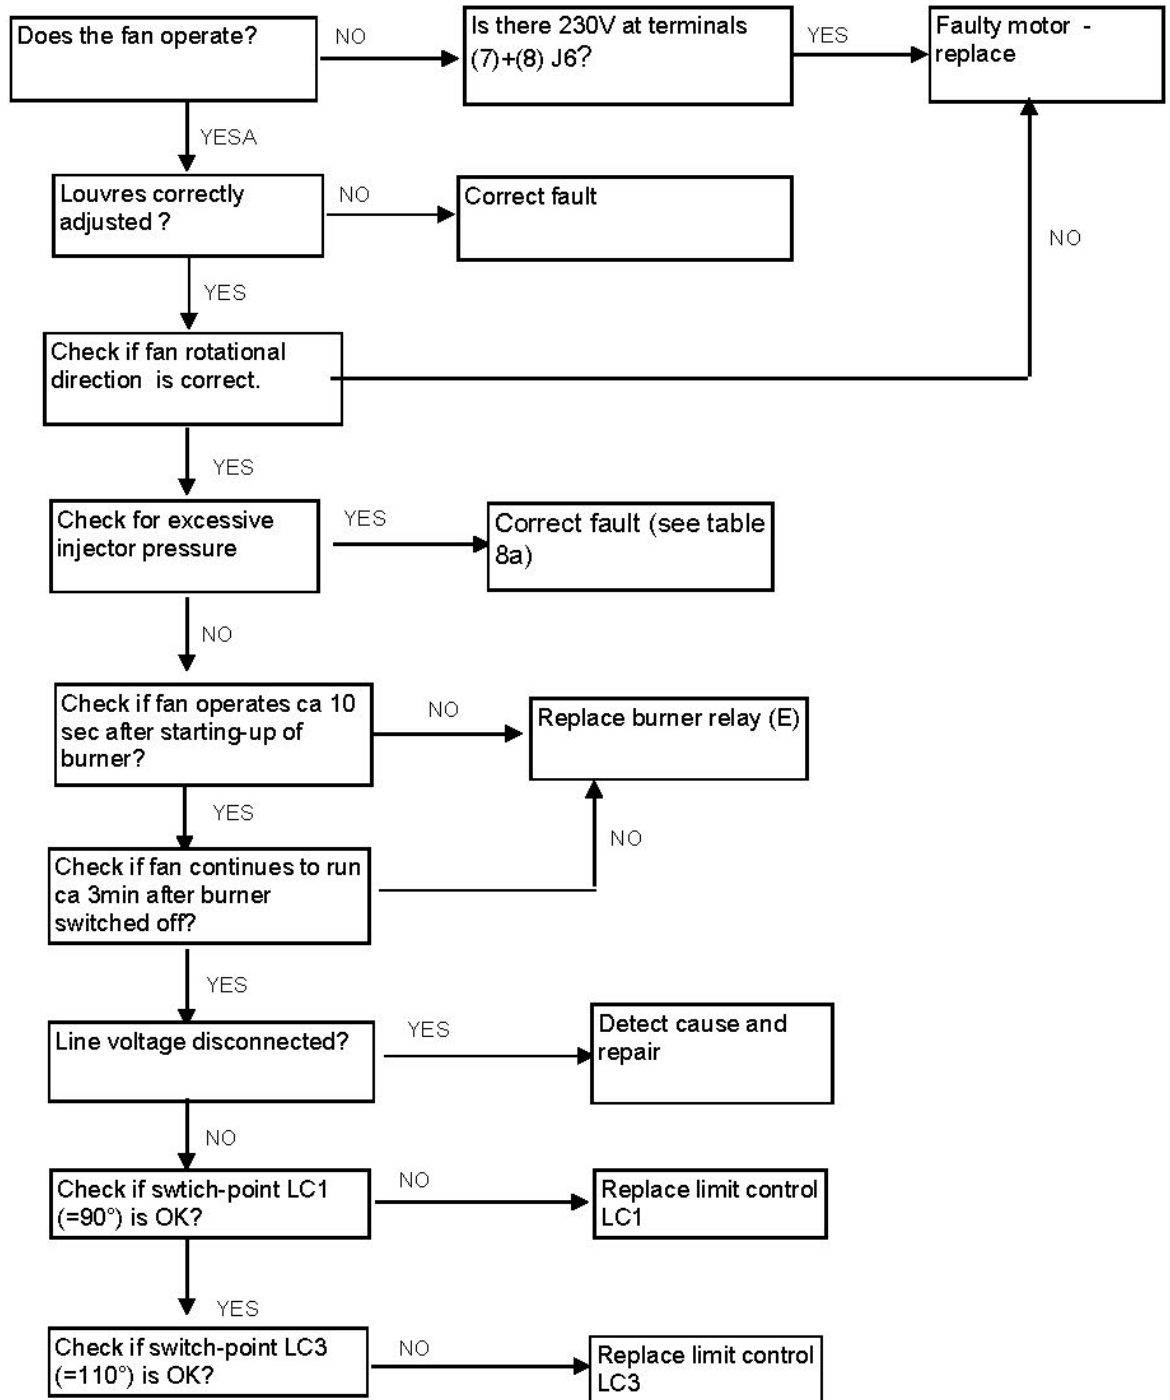 Does the fan operate?
NO
Is there 230V at terminals
(7)+(8) J6?
YES
Faulty motor -
replace
YESA
Louvres correctly
adjusted ?
NO
Correct fault
NO
YES
Check if fan rotational
direction is correct.
YES
Check for excessive
injector pressure
YES
Correct fault (see table
8a)
NO
Check if fan operates ca 10
sec after starting-up of
burner?
NO
Replace burner relay (E)
YES
NO
Check if fan continues to run
ca 3min after burner
switched off?
YES
Line voltage disconnected?
YES
Detect cause and
repair
NO
Check if swtich-point LC1
(=90°) is OK?
NO
Replace limit control
LC1
YES
Check if switch-point LC3
(=110°) is OK?
NO
Replace limit control
LC3